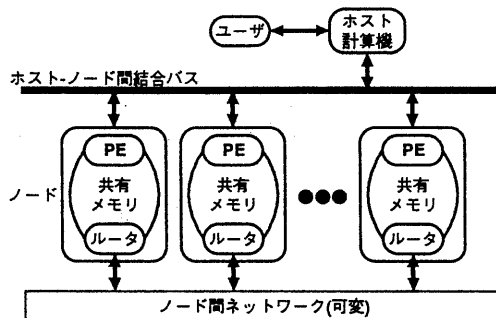 ユーザ
ホスト
計算機
ホスト-ノード間結合バス
PE
PE
PE
ノード
共有
メモリ
共有
メモリ
共有
メモリ
ルータ
ルータ
ルータ
ノード間ネットワーク(可変)